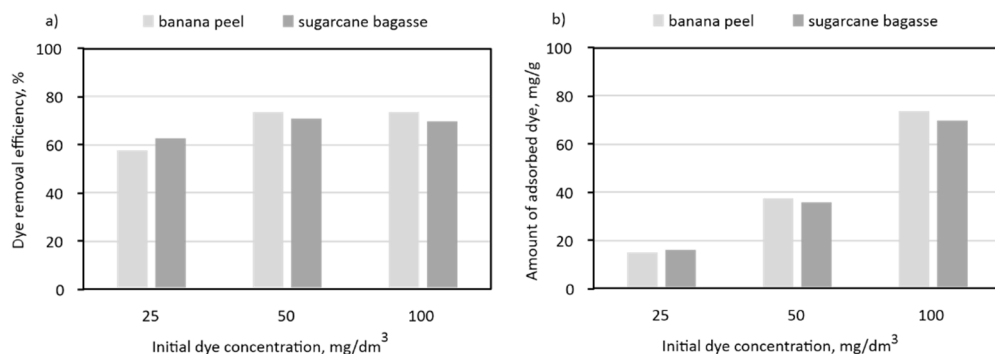 a)
banana peel sugarcane bagasse
Dye removal efficiency, %
100
80
60
40
20
0
25 50 100
Initial dye concentration, mg/dm³
b)
banana peel sugarcane bagasse
Amount of adsorbed dye, mg/g
100
80
60
40
20
0
25 50 100
Initial dye concentration, mg/dm³